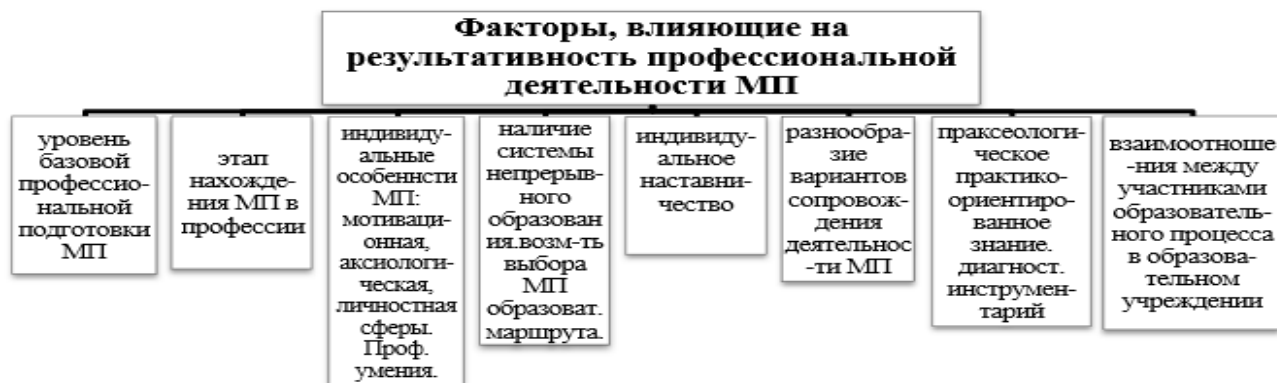 Факторы, влияющие на
результативность профессиональной
деятельности МП
уровень
базовой
профессио-
нальной
подготовки
МП
этап
нахожде-
ния МП в
профессии
индивиду-
альные
особеннсти
МП:
мотиваци-
онная,
аксиологи-
ческая,
личностная
сферы.
Проф.
умения.
наличие
системы
непрерыв-
ного
образован
ия.возм-ть
выбора
МП
образоват.
маршрута.
индивиду-
альное
наставни-
чество
разнообра-
зие
вариантов
сопровож-
дения
деятельнос
-ти МП
праксеологи-
ческое
практико-
ориентиро-
ванное
знание.
диагност.
инструмен-
тарий
взаимоотноше
-ния между
участниками
образователь-
ного процесса
в образова-
тельном
учреждении